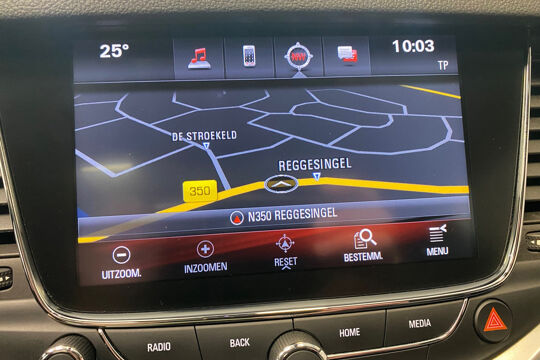 25°
10:03
TP
DE STROEKELD
REGGESINGEL
350
N350 REGGESINGEL
UITZOOM.
INZOOMEN
RESET
BESTEMM.
MENU
RADIO
BACK
HOME
MEDIA